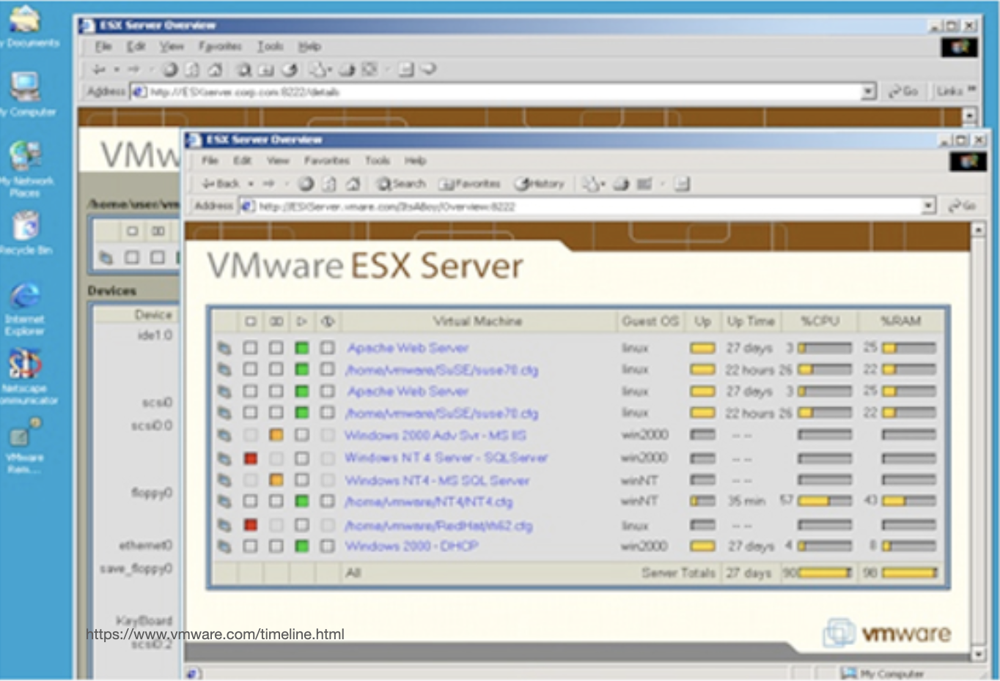 My Documents
My Computer
My Network Places
Recycle Bin
Internet Explorer
Netscape Communicator
VMware Rem....
ESX Server Overview
File Edit View Favorites Tools Help
Address http://ESXserver.corp.com:8222/details Go Links
VMw
/home/user/vm
Devices
Device
ide1:0
scsi0
scsi0:0
floppy0
ethernet0
save_floppy0
KeyBoard
scsi0:2
ESX Server Overview
File Edit View Favorites Tools Help
Back Search Favorites History
Address http://ESXServer.vmare.com/ItsABoy/Overview:8222 Go
VMware ESX Server
Virtual Machine Guest OS Up Up Time %CPU %RAM
Apache Web Server linux 27 days 3 25
/home/vmware/SuSE/suse70.cfg linux 22 hours 26 22
Apache Web Server linux 27 days 3 25
/home/vmware/SuSE/suse70.cfg linux 22 hours 26 22
Windows 2000 Adv Svr - MS IIS win2000 -- --
Windows NT 4 Server - SQLServer win2000 -- --
Windows NT4 - MS SQL Server winNT -- --
/home/vmware/NT4/NT4.cfg winNT 35 min 57 43
/home/vmware/RedHat/rh62.cfg linux -- --
Windows 2000 - DHCP win2000 27 days 4 8
All Server Totals 27 days 90 98
https://www.vmware.com/timeline.html
vmware
My Computer